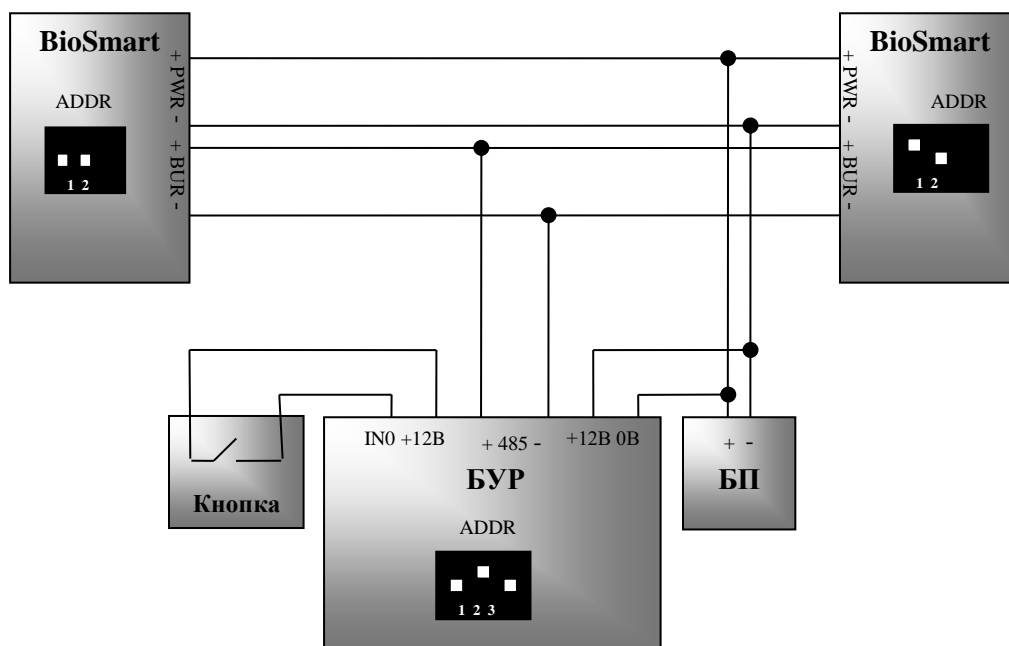 BioSmart
+ PWR -
ADDR
+ BUR -
1 2
BioSmart
+ PWR -
ADDR
+ BUR -
1 2
IN0 +12В
+ 485 -
+12В 0В
БУР
ADDR
1 2 3
Кнопка
+ -
БП